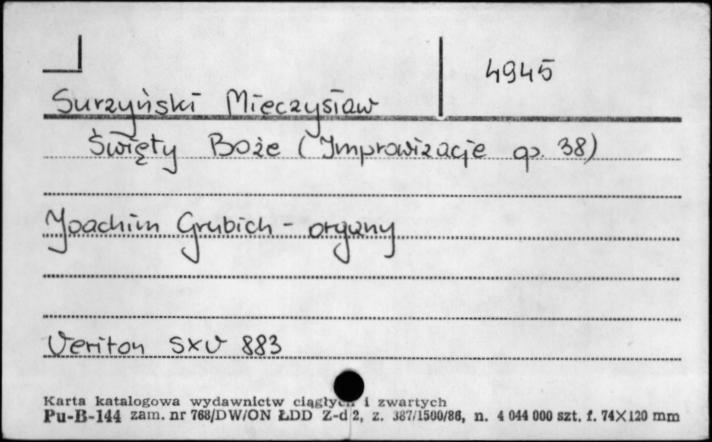 4945
Surzyński Mieczysław
Święty Boże (Improwizacje op. 38)
Joachim Grubich - organy
Veriton SXV 883
Karta katalogowa wydawnictw ciągłych i zwartych
Pu-B-144 zam. nr 768/DW/ON ŁDD Z-d 2, z. 387/1500/86, n. 4 044 000 szt. f. 74X120 mm